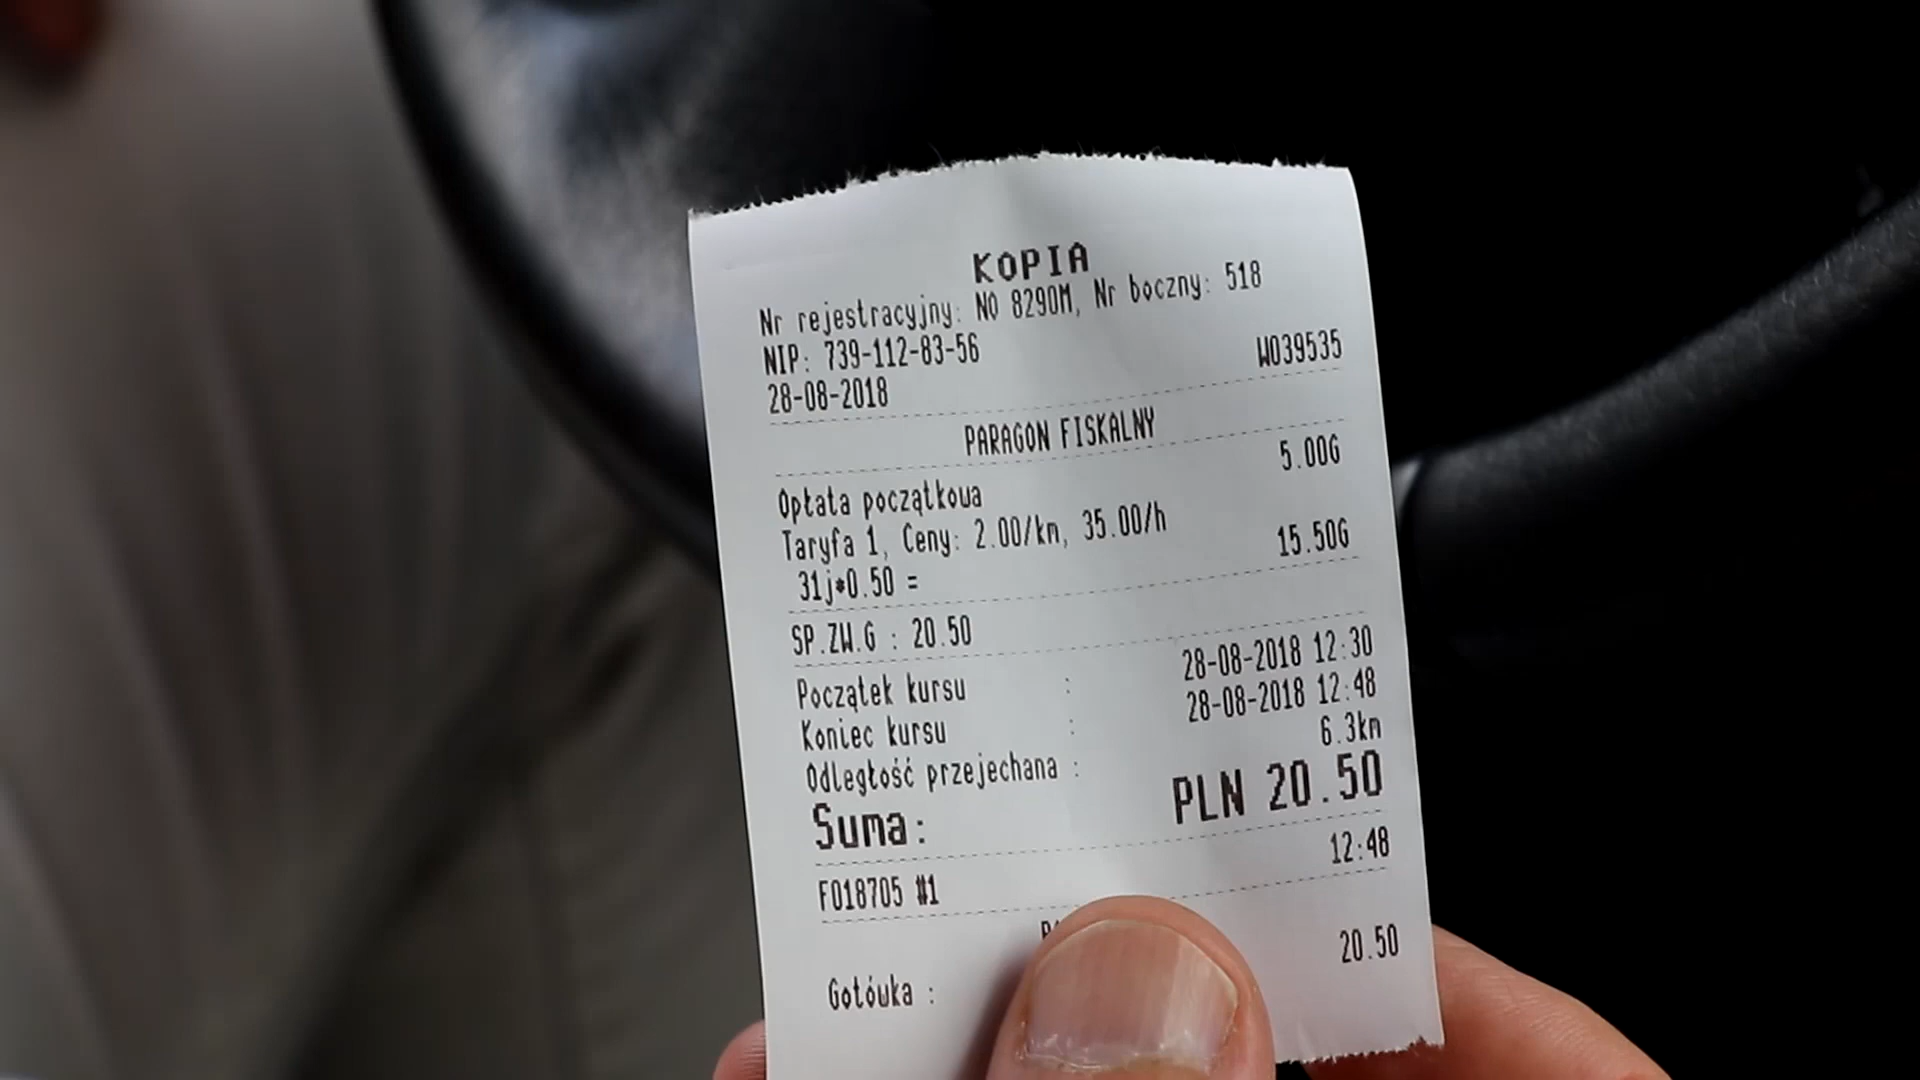 KOPIA
Nr rejestracyjny: NO 8290M, Nr boczny: 518
NIP: 739-112-83-56
28-08-2018 W039535
PARAGON FISKALNY
Opłata początkowa 5.00G
Taryfa 1, Ceny: 2.00/km, 35.00/h
31j*0.50 = 15.50G
SP.ZW.G : 20.50
Początek kursu : 28-08-2018 12:30
Koniec kursu : 28-08-2018 12:48
Odległość przejechana : 6.3km
Suma: PLN 20.50
F018705 #1 12:48
Gotówka : 20.50